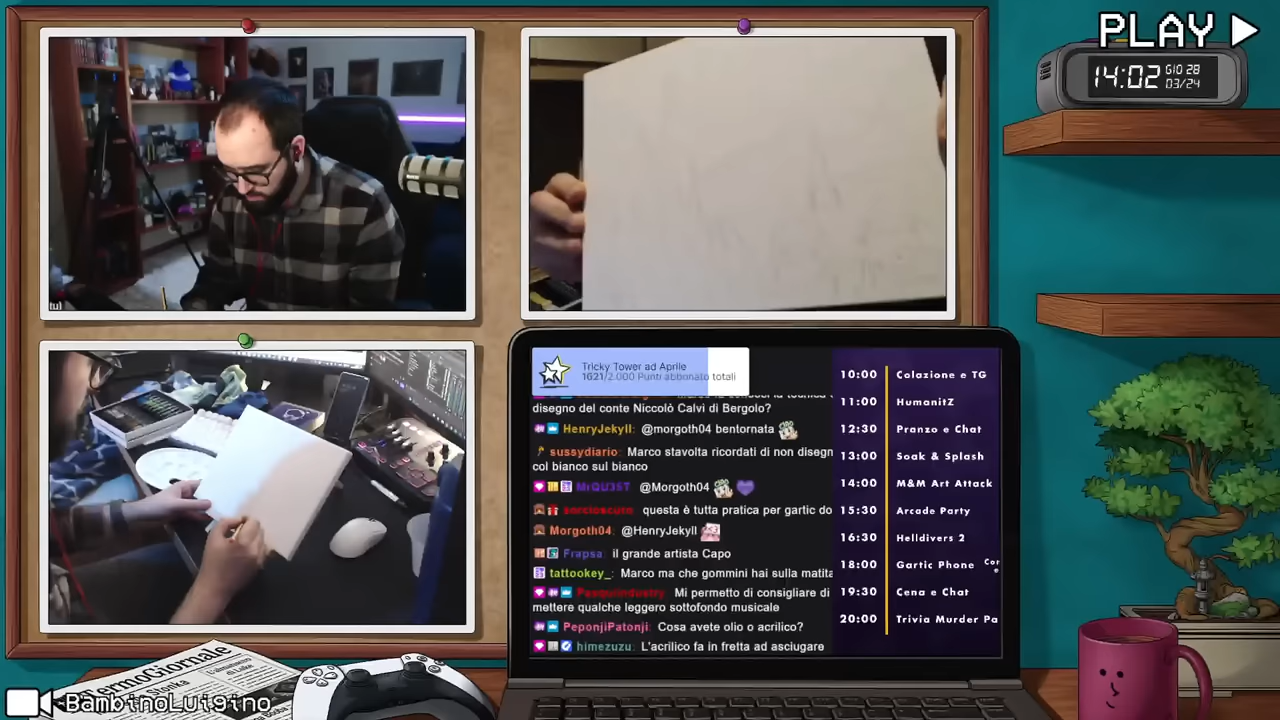 PLAY
14:02 GIO 28
03/24
Tricky Tower ad Aprile
1621/2.000 Punti abbonato totali
disegno del conte Niccolò Calvi di Bergolo?
HenryJekyll: @morgoth04 bentornata
sussydiario: Marco stavolta ricordati di non disegn
col bianco sul bianco
MrQU3ST @Morgoth04
sorcioscuto questa è tutta pratica per gartic do
Morgoth04: @HenryJekyll
Frapsa: il grande artista Capo
tattookey_: Marco ma che gommini hai sulla matita
Mi permetto di consigliare di
mettere qualche leggero sottofondo musicale
PeponjiPatonji: Cosa avete olio o acrilico?
himezuzu: L'acrilico fa in fretta ad asciugare
10:00 Colazione e TG
11:00 HumanitZ
12:30 Pranzo e Chat
13:00 Soak & Splash
14:00 M&M Art Attack
15:30 Arcade Party
16:30 Helldivers 2
18:00 Gartic Phone
19:30 Cena e Chat
20:00 Trivia Murder Pa
ermoGiornale
BambinoLuigino